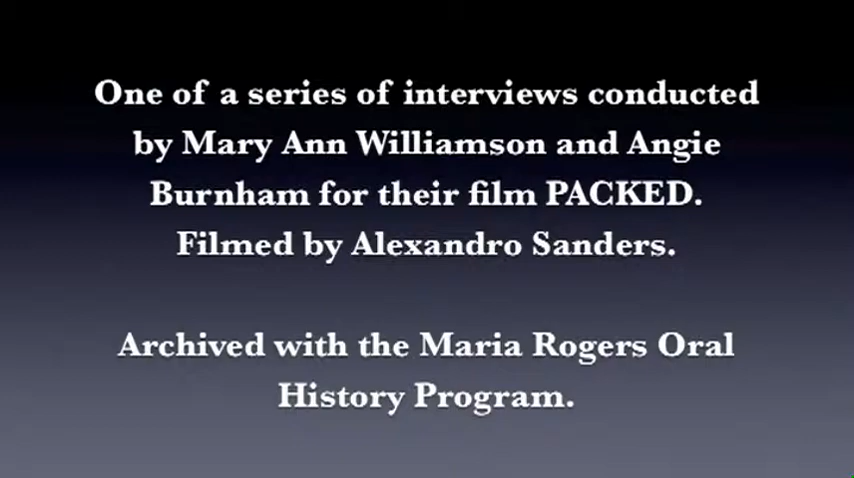 One of a series of interviews conducted
by Mary Ann Williamson and Angie
Burnham for their film PACKED.
Filmed by Alexandro Sanders.
Archived with the Maria Rogers Oral
History Program.